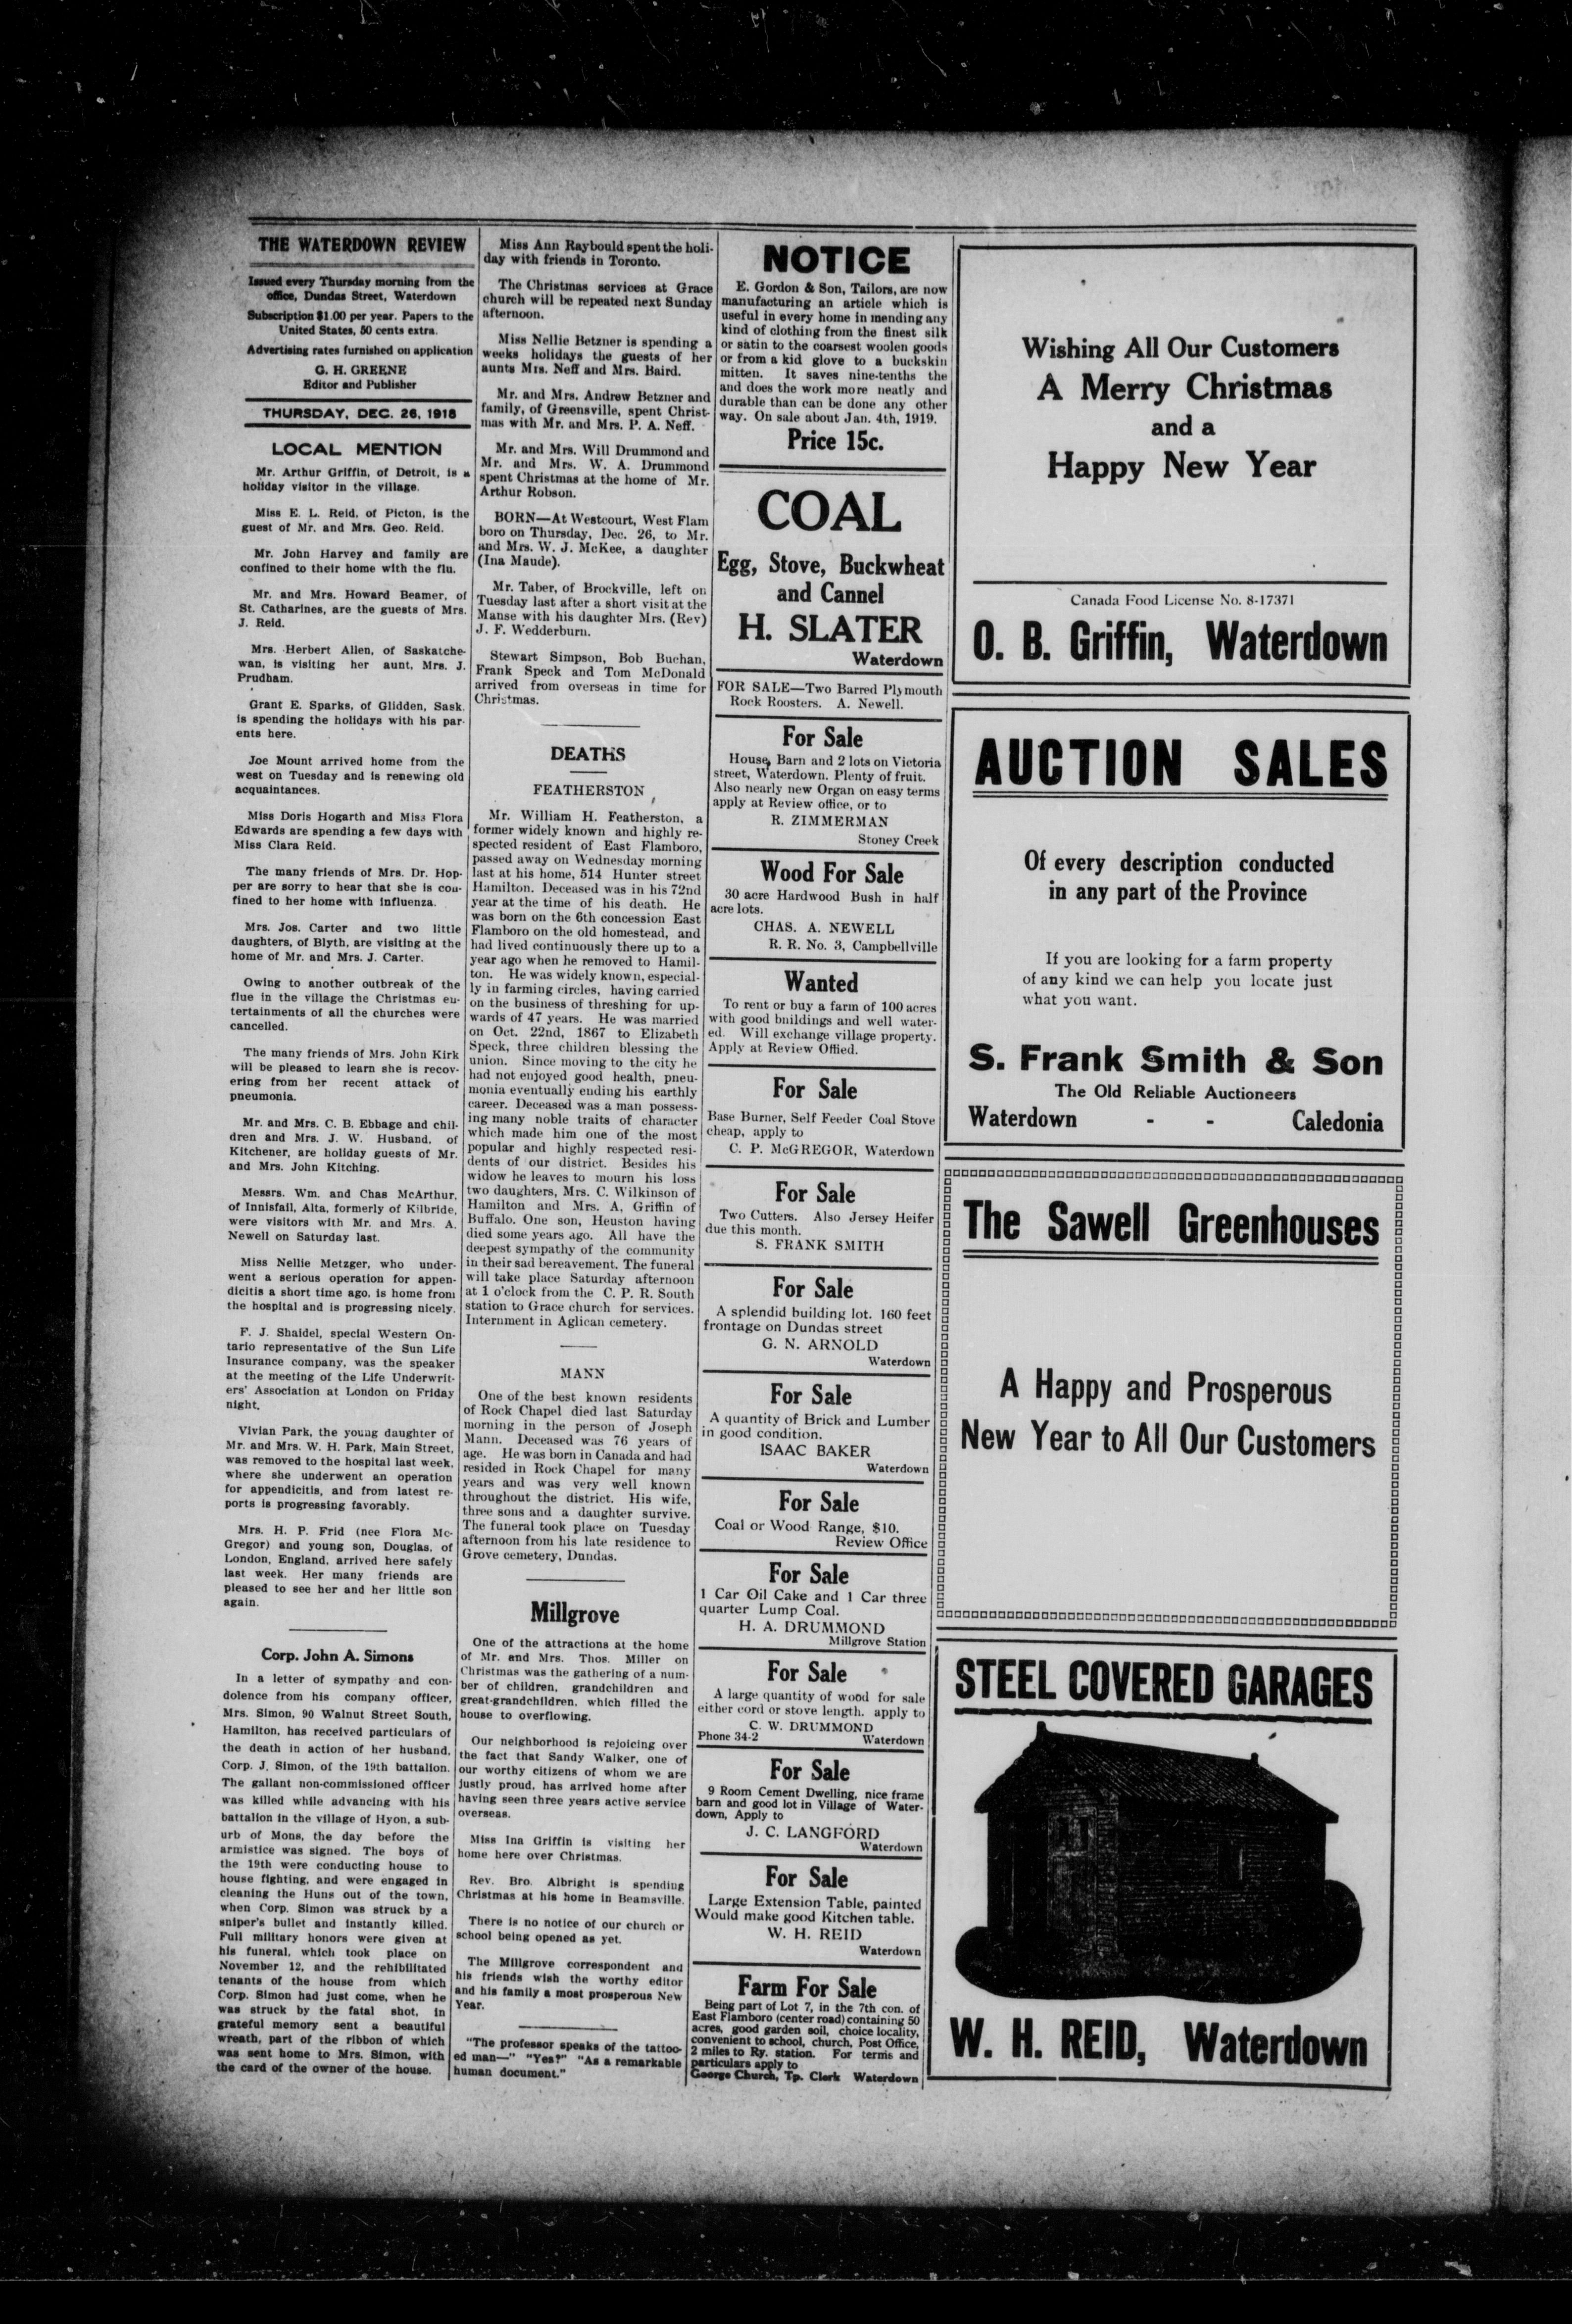 THE WATERDOWN REVIEW
Issued every Thursday morning from the
office, Dundas Street, Waterdown
Subscription $1.00 per year. Papers to the
United States, 50 cents extra.
Advertising rates furnished on application
G. H. GREENE
Editor and Publisher
THURSDAY, DEC. 26, 1918
LOCAL MENTION
Mr. Arthur Griffin, of Detroit, is a
holiday visitor in the village.
Miss E. L. Reid, of Picton, is the
guest of Mr. and Mrs. Geo. Reid.
Mr. John Harvey and family are
confined to their home with the flu.
Mr. and Mrs. Howard Beamer, of
St. Catharines, are the guests of Mrs.
J. Reid.
Mrs. Herbert Allen, of Saskatche-
wan, is visiting her aunt, Mrs. J.
Prudham.
Grant E. Sparks, of Glidden, Sask.
is spending the holidays with his par-
ents here.
Joe Mount arrived home from the
west on Tuesday and is renewing old
acquaintances.
Miss Doris Hogarth and Miss Flora
Edwards are spending a few days with
Miss Clara Reid.
The many friends of Mrs. Dr. Hop-
per are sorry to hear that she is cou-
fined to her home with influenza.
Mrs. Jos. Carter and two little
daughters, of Blyth, are visiting at the
home of Mr. and Mrs. J. Carter.
Owing to another outbreak of the
flue in the village the Christmas eu-
tertainments of all the churches were
cancelled.
The many friends of Mrs. John Kirk
will be pleased to learn she is recov-
ering from her recent attack of
pneumonia.
Mr. and Mrs. C. B. Ebbage and chil-
dren and Mrs. J. W. Husband, of
Kitchener, are holiday guests of Mr.
and Mrs. John Kitching.
Messrs. Wm. and Chas McArthur,
of Innisfail, Alta, formerly of Kilbride,
were visitors with Mr. and Mrs. A.
Newell on Saturday last.
Miss Nellie Metzger, who under-
went a serious operation for appen-
dicitis a short time ago, is home from
the hospital and is progressing nicely.
F. J. Shaidel, special Western On-
tario representative of the Sun Life
Insurance company, was the speaker
at the meeting of the Life Underwrit-
ers' Association at London on Friday
night.
Vivian Park, the young daughter of
Mr. and Mrs. W. H. Park, Main Street,
was removed to the hospital last week,
where she underwent an operation
for appendicitis, and from latest re-
ports is progressing favorably.
Mrs. H. P. Frid (nee Flora Mc-
Gregor) and young son, Douglas, of
London, England, arrived here safely
last week. Her many friends are
pleased to see her and her little son
again.
Corp. John A. Simons
In a letter of sympathy and con-
dolence from his company officer,
Mrs. Simon, 90 Walnut Street South,
Hamilton, has received particulars of
the death in action of her husband,
Corp. J. Simon, of the 19th battalion.
The gallant non-commissioned officer
was killed while advancing with his
battalion in the village of Hyon, a sub-
urb of Mons, the day before the
armistice was signed. The boys of
the 19th were conducting house to
house fighting, and were engaged in
cleaning the Huns out of the town,
when Corp. Simon was struck by a
sniper's bullet and instantly killed.
Full military honors were given at
his funeral, which took place on
November 12, and the rehibilitated
tenants of the house from which
Corp. Simon had just come, when he
was struck by the fatal shot, in
grateful memory sent a beautiful
wreath, part of the ribbon of which
was sent home to Mrs. Simon, with
the card of the owner of the house.
Miss Ann Raybould spent the holi-
day with friends in Toronto.
The Christmas services at Grace
church will be repeated next Sunday
afternoon.
Miss Nellie Betzner is spending a
weeks holidays the guests of her
aunts Mrs. Neff and Mrs. Baird.
Mr. and Mrs. Andrew Betzner and
family, of Greensville, spent Christ-
mas with Mr. and Mrs. P. A. Neff.
Mr. and Mrs. Will Drummond and
Mr. and Mrs. W. A. Drummond
spent Christmas at the home of Mr.
Arthur Robson.
BORN—At Westcourt, West Flam
boro on Thursday, Dec. 26, to Mr.
and Mrs. W. J. McKee, a daughter
(Ina Maude).
Mr. Taber, of Brockville, left on
Tuesday last after a short visit at the
Manse with his daughter Mrs. (Rev)
J. F. Wedderburn.
Stewart Simpson, Bob Buchan,
Frank Speck and Tom McDonald
arrived from overseas in time for
Christmas.
DEATHS
FEATHERSTON
Mr. William H. Featherston, a
former widely known and highly re-
spected resident of East Flamboro,
passed away on Wednesday morning
last at his home, 514 Hunter street
Hamilton. Deceased was in his 72nd
year at the time of his death. He
was born on the 6th concession East
Flamboro on the old homestead, and
had lived continuously there up to a
year ago when he removed to Hamil-
ton. He was widely known, especial-
ly in farming circles, having carried
on the business of threshing for up-
wards of 47 years. He was married
on Oct. 22nd, 1867 to Elizabeth
Speck, three children blessing the
union. Since moving to the city he
had not enjoyed good health, pneu-
monia eventually ending his earthly
career. Deceased was a man possess-
ing many noble traits of character
which made him one of the most
popular and highly respected resi-
dents of our district. Besides his
widow he leaves to mourn his loss
two daughters, Mrs. C. Wilkinson of
Hamilton and Mrs. A. Griffin of
Buffalo. One son, Heuston having
died some years ago. All have the
deepest sympathy of the community
in their sad bereavement. The funeral
will take place Saturday afternoon
at 1 o'clock from the C. P. R. South
station to Grace church for services.
Internment in Aglican cemetery.
MANN
One of the best known residents
of Rock Chapel died last Saturday
morning in the person of Joseph
Mann. Deceased was 76 years of
age. He was born in Canada and had
resided in Rock Chapel for many
years and was very well known
throughout the district. His wife,
three sons and a daughter survive.
The funeral took place on Tuesday
afternoon from his late residence to
Grove cemetery, Dundas.
Millgrove
One of the attractions at the home
of Mr. and Mrs. Thos. Miller on
Christmas was the gathering of a num-
ber of children, grandchildren and
great-grandchildren, which filled the
house to overflowing.
Our neighborhood is rejoicing over
the fact that Sandy Walker, one of
our worthy citizens of whom we are
justly proud, has arrived home after
having seen three years active service
overseas.
Miss Ina Griffin is visiting her
home here over Christmas.
Rev. Bro. Albright is spending
Christmas at his home in Beamsville.
There is no notice of our church or
school being opened as yet.
The Millgrove correspondent and
his friends wish the worthy editor
and his family a most prosperous New
Year.
"The professor speaks of the tattoo-
ed man—" "Yes?" "As a remarkable
human document."
NOTICE
E. Gordon & Son, Tailors, are now
manufacturing an article which is
useful in every home in mending any
kind of clothing from the finest silk
or satin to the coarsest woolen goods
or from a kid glove to a buckskin
mitten. It saves nine-tenths the
and does the work more neatly and
durable than can be done any other
way. On sale about Jan. 4th, 1919.
Price 15c.
COAL
Egg, Stove, Buckwheat
and Cannel
H. SLATER
Waterdown
FOR SALE—Two Barred Plymouth
Rock Roosters. A. Newell.
For Sale
House, Barn and 2 lots on Victoria
street, Waterdown. Plenty of fruit.
Also nearly new Organ on easy terms
apply at Review office, or to
R. ZIMMERMAN
Stoney Creek
Wood For Sale
30 acre Hardwood Bush in half
acre lots.
CHAS. A. NEWELL
R. R. No. 3, Campbellville
Wanted
To rent or buy a farm of 100 acres
with good bnildings and well water-
ed. Will exchange village property.
Apply at Review Offied.
For Sale
Base Burner, Self Feeder Coal Stove
cheap, apply to
C. P. McGREGOR, Waterdown
For Sale
Two Cutters. Also Jersey Heifer
due this month.
S. FRANK SMITH
For Sale
A splendid building lot. 160 feet
frontage on Dundas street
G. N. ARNOLD
Waterdown
For Sale
A quantity of Brick and Lumber
in good condition.
ISAAC BAKER
Waterdown
For Sale
Coal or Wood Range, $10.
Review Office
For Sale
1 Car Oil Cake and 1 Car three
quarter Lump Coal.
H. A. DRUMMOND
Millgrove Station
For Sale
A large quantity of wood for sale
either cord or stove length. apply to
C. W. DRUMMOND
Phone 34-2 Waterdown
For Sale
9 Room Cement Dwelling, nice frame
barn and good lot in Village of Water-
down, Apply to
J. C. LANGFORD
Waterdown
For Sale
Large Extension Table, painted
Would make good Kitchen table.
W. H. REID
Waterdown
Farm For Sale
Being part of Lot 7, in the 7th con. of
East Flamboro (center road) containing 50
acres, good garden soil, choice locality,
convenient to school, church, Post Office,
2 miles to Ry. station. For terms and
particulars apply to
George Church, Tp. Clerk Waterdown
Wishing All Our Customers
A Merry Christmas
and a
Happy New Year
Canada Food License No. 8-17371
O. B. Griffin, Waterdown
AUCTION SALES
Of every description conducted
in any part of the Province
If you are looking for a farm property
of any kind we can help you locate just
what you want.
S. Frank Smith & Son
The Old Reliable Auctioneers
Waterdown - - Caledonia
The Sawell Greenhouses
A Happy and Prosperous
New Year to All Our Customers
STEEL COVERED GARAGES
W. H. REID, Waterdown